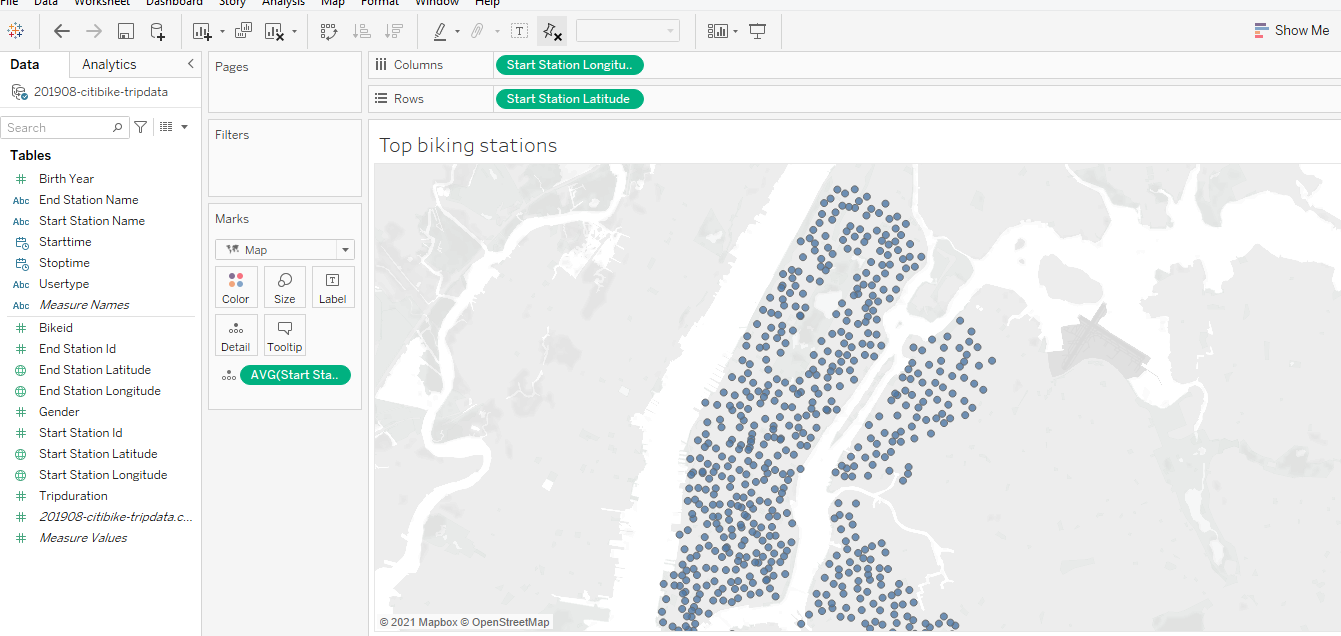 File Data Worksheet Dashboard Story Analysis Map Format Window Help
Show Me
Data Analytics
201908-citibike-tripdata
Search
Tables
Birth Year
Abc End Station Name
Abc Start Station Name
Starttime
Stoptime
Abc Usertype
Abc Measure Names
Bikeid
End Station Id
End Station Latitude
End Station Longitude
Gender
Start Station Id
Start Station Latitude
Start Station Longitude
Tripduration
201908-citibike-tripdata.c...
Measure Values
Pages
Filters
Marks
Map
Color Size Label
Detail Tooltip
AVG(Start Sta..
Columns Start Station Longitu..
Rows Start Station Latitude
Top biking stations
© 2021 Mapbox © OpenStreetMap